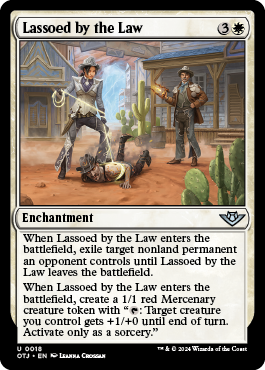 Lassoed by the Law 3
Enchantment
When Lassoed by the Law enters the
battlefield, exile target nonland permanent
an opponent controls until Lassoed by the
Law leaves the battlefield.
When Lassoed by the Law enters the
battlefield, create a 1/1 red Mercenary
creature token with “: Target creature
you control gets +1/+0 until end of turn.
Activate only as a sorcery.”
U 0018
OTJ • EN Leanna Crossan
™ & © 2024 Wizards of the Coast